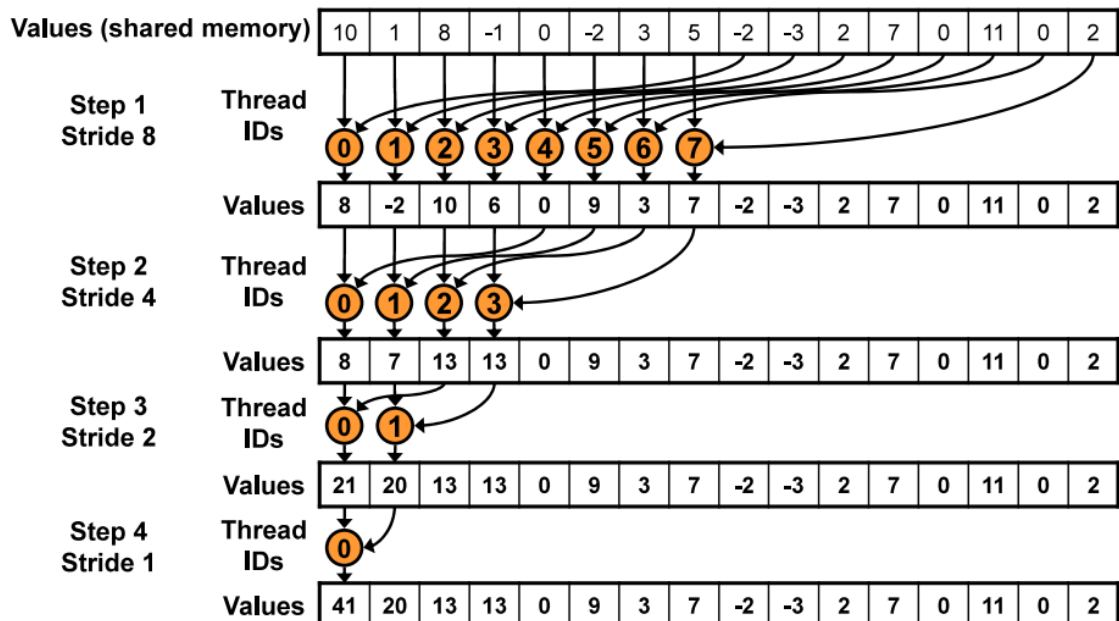 Values (shared memory) 10 1 8 -1 0 -2 3 5 -2 -3 2 7 0 11 0 2
Step 1 Thread
Stride 8 IDs
0 1 2 3 4 5 6 7
Values 8 -2 10 6 0 9 3 7 -2 -3 2 7 0 11 0 2
Step 2 Thread
Stride 4 IDs
0 1 2 3
Values 8 7 13 13 0 9 3 7 -2 -3 2 7 0 11 0 2
Step 3 Thread
Stride 2 IDs
0 1
Values 21 20 13 13 0 9 3 7 -2 -3 2 7 0 11 0 2
Step 4 Thread
Stride 1 IDs
0
Values 41 20 13 13 0 9 3 7 -2 -3 2 7 0 11 0 2